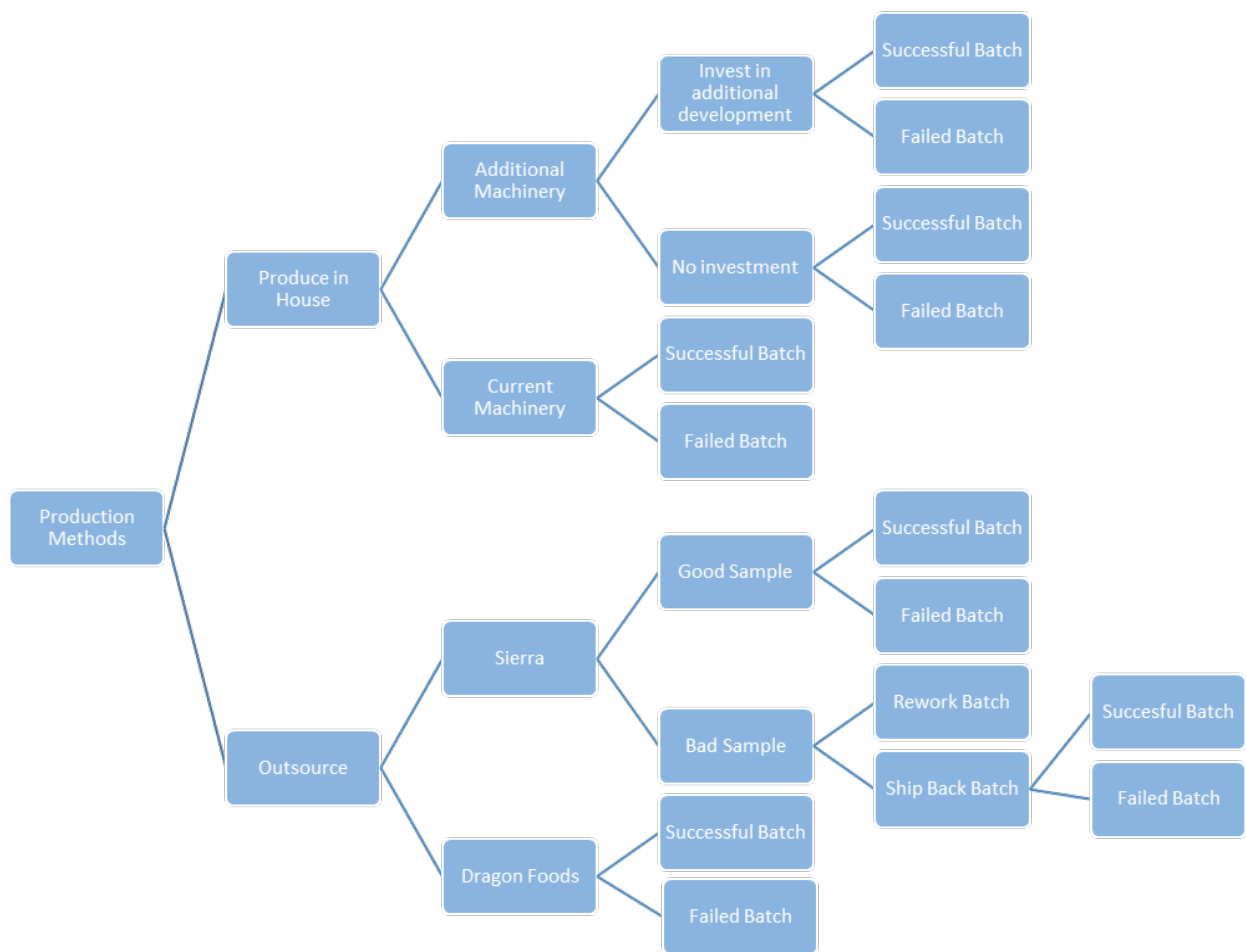 Production
Methods
Produce in
House
Additional
Machinery
Invest in
additional
development
Successful Batch
Failed Batch
No investment
Successful Batch
Failed Batch
Current
Machinery
Successful Batch
Failed Batch
Outsource
Sierra
Good Sample
Successful Batch
Failed Batch
Bad Sample
Rework Batch
Ship Back Batch
Succesful Batch
Failed Batch
Dragon Foods
Successful Batch
Failed Batch